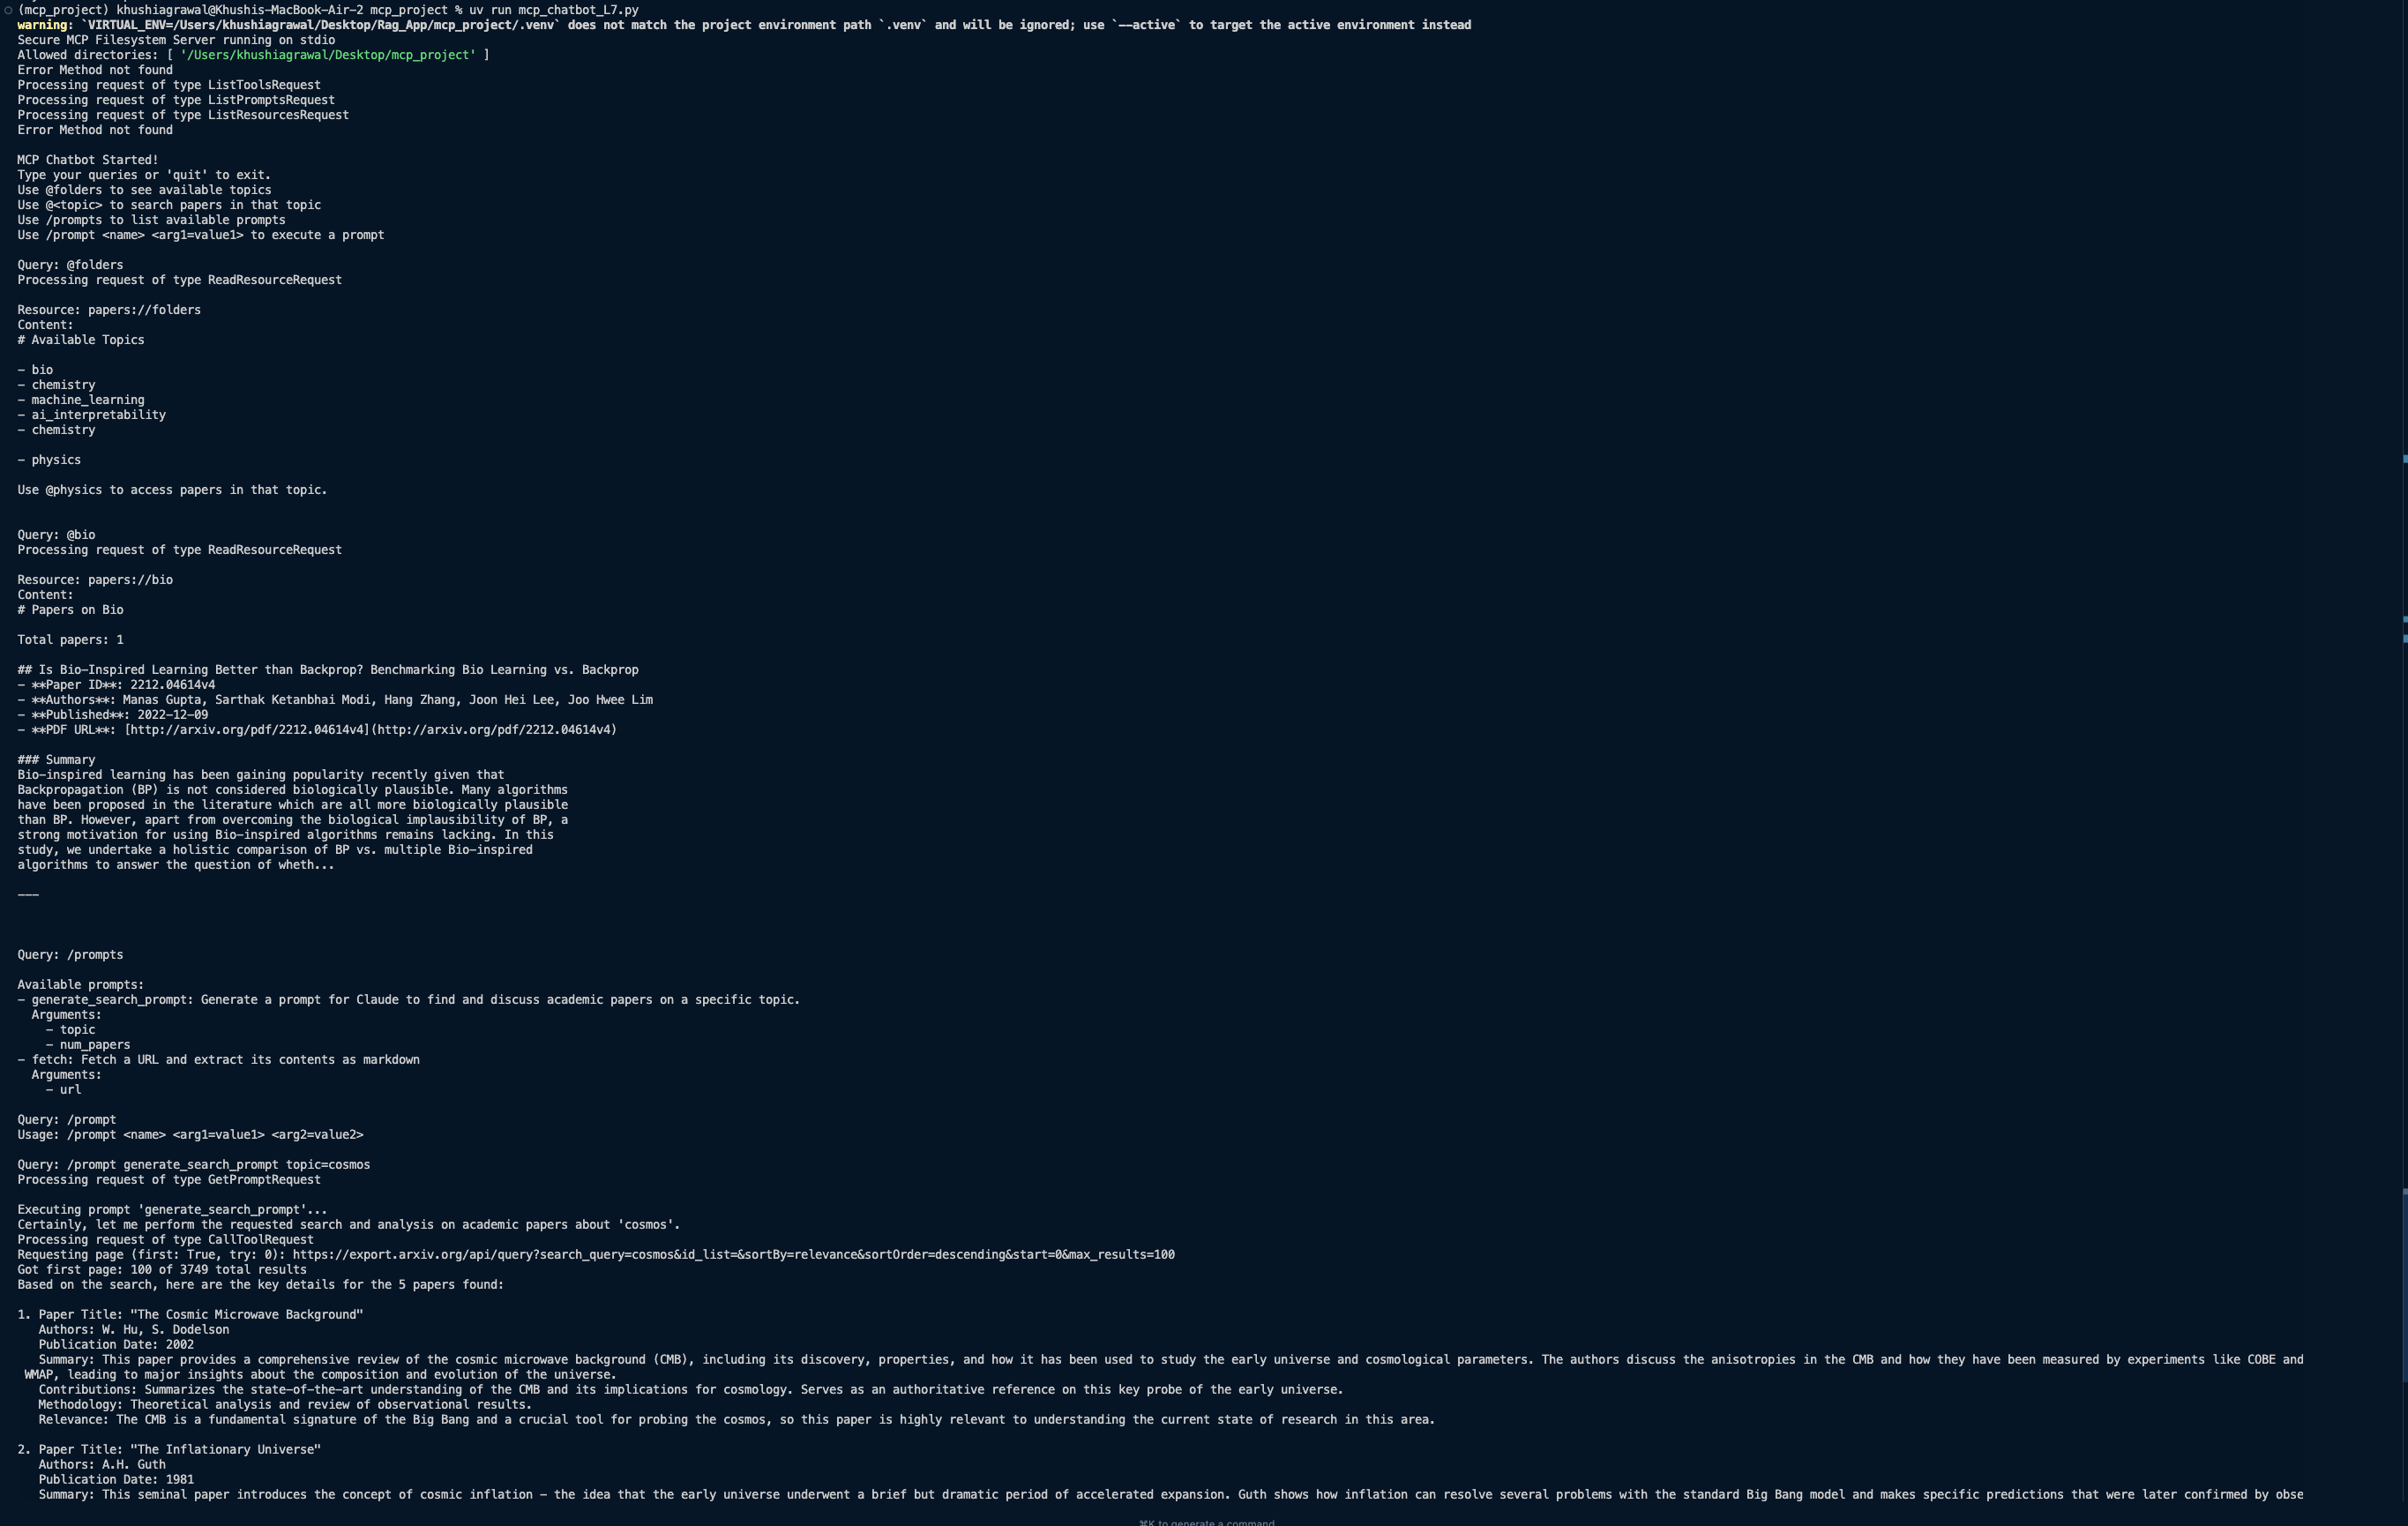 (mcp_project) khushiagrawal@Khushis-MacBook-Air-2 mcp_project % uv run mcp_chatbot_L7.py
warning: `VIRTUAL_ENV=/Users/khushiagrawal/Desktop/Rag_App/mcp_project/.venv` does not match the project environment path `.venv` and will be ignored; use `--active` to target the active environment instead
Secure MCP Filesystem Server running on stdio
Allowed directories: [ '/Users/khushiagrawal/Desktop/mcp_project' ]
Error Method not found
Processing request of type ListToolsRequest
Processing request of type ListPromptsRequest
Processing request of type ListResourcesRequest
Error Method not found

MCP Chatbot Started!
Type your queries or 'quit' to exit.
Use @folders to see available topics
Use @<topic> to search papers in that topic
Use /prompts to list available prompts
Use /prompt <name> <arg1=value1> to execute a prompt

Query: @folders
Processing request of type ReadResourceRequest

Resource: papers://folders
Content:
# Available Topics

- bio
- chemistry
- machine_learning
- ai_interpretability
- chemistry

- physics

Use @physics to access papers in that topic.


Query: @bio
Processing request of type ReadResourceRequest

Resource: papers://bio
Content:
# Papers on Bio

Total papers: 1

## Is Bio-Inspired Learning Better than Backprop? Benchmarking Bio Learning vs. Backprop
- **Paper ID**: 2212.04614v4
- **Authors**: Manas Gupta, Sarthak Ketanbhai Modi, Hang Zhang, Joon Hei Lee, Joo Hwee Lim
- **Published**: 2022-12-09
- **PDF URL**: [http://arxiv.org/pdf/2212.04614v4](http://arxiv.org/pdf/2212.04614v4)

### Summary
Bio-inspired learning has been gaining popularity recently given that
Backpropagation (BP) is not considered biologically plausible. Many algorithms
have been proposed in the literature which are all more biologically plausible
than BP. However, apart from overcoming the biological implausibility of BP, a
strong motivation for using Bio-inspired algorithms remains lacking. In this
study, we undertake a holistic comparison of BP vs. multiple Bio-inspired
algorithms to answer the question of wheth...

---



Query: /prompts

Available prompts:
- generate_search_prompt: Generate a prompt for Claude to find and discuss academic papers on a specific topic.
  Arguments:
    - topic
    - num_papers
- fetch: Fetch a URL and extract its contents as markdown
  Arguments:
    - url

Query: /prompt
Usage: /prompt <name> <arg1=value1> <arg2=value2>

Query: /prompt generate_search_prompt topic=cosmos
Processing request of type GetPromptRequest

Executing prompt 'generate_search_prompt'...
Certainly, let me perform the requested search and analysis on academic papers about 'cosmos'.
Processing request of type CallToolRequest
Requesting page (first: True, try: 0): https://export.arxiv.org/api/query?search_query=cosmos&id_list=&sortBy=relevance&sortOrder=descending&start=0&max_results=100
Got first page: 100 of 3749 total results
Based on the search, here are the key details for the 5 papers found:

1. Paper Title: "The Cosmic Microwave Background"
   Authors: W. Hu, S. Dodelson
   Publication Date: 2002
   Summary: This paper provides a comprehensive review of the cosmic microwave background (CMB), including its discovery, properties, and how it has been used to study the early universe and cosmological parameters. The authors discuss the anisotropies in the CMB and how they have been measured by experiments like COBE and
 WMAP, leading to major insights about the composition and evolution of the universe.
   Contributions: Summarizes the state-of-the-art understanding of the CMB and its implications for cosmology. Serves as an authoritative reference on this key probe of the early universe.
   Methodology: Theoretical analysis and review of observational results.
   Relevance: The CMB is a fundamental signature of the Big Bang and a crucial tool for probing the cosmos, so this paper is highly relevant to understanding the current state of research in this area.

2. Paper Title: "The Inflationary Universe"
   Authors: A.H. Guth
   Publication Date: 1981
   Summary: This seminal paper introduces the concept of cosmic inflation - the idea that the early universe underwent a brief but dramatic period of accelerated expansion. Guth shows how inflation can resolve several problems with the standard Big Bang model and makes specific predictions that were later confirmed by obse
⌘K to generate a command